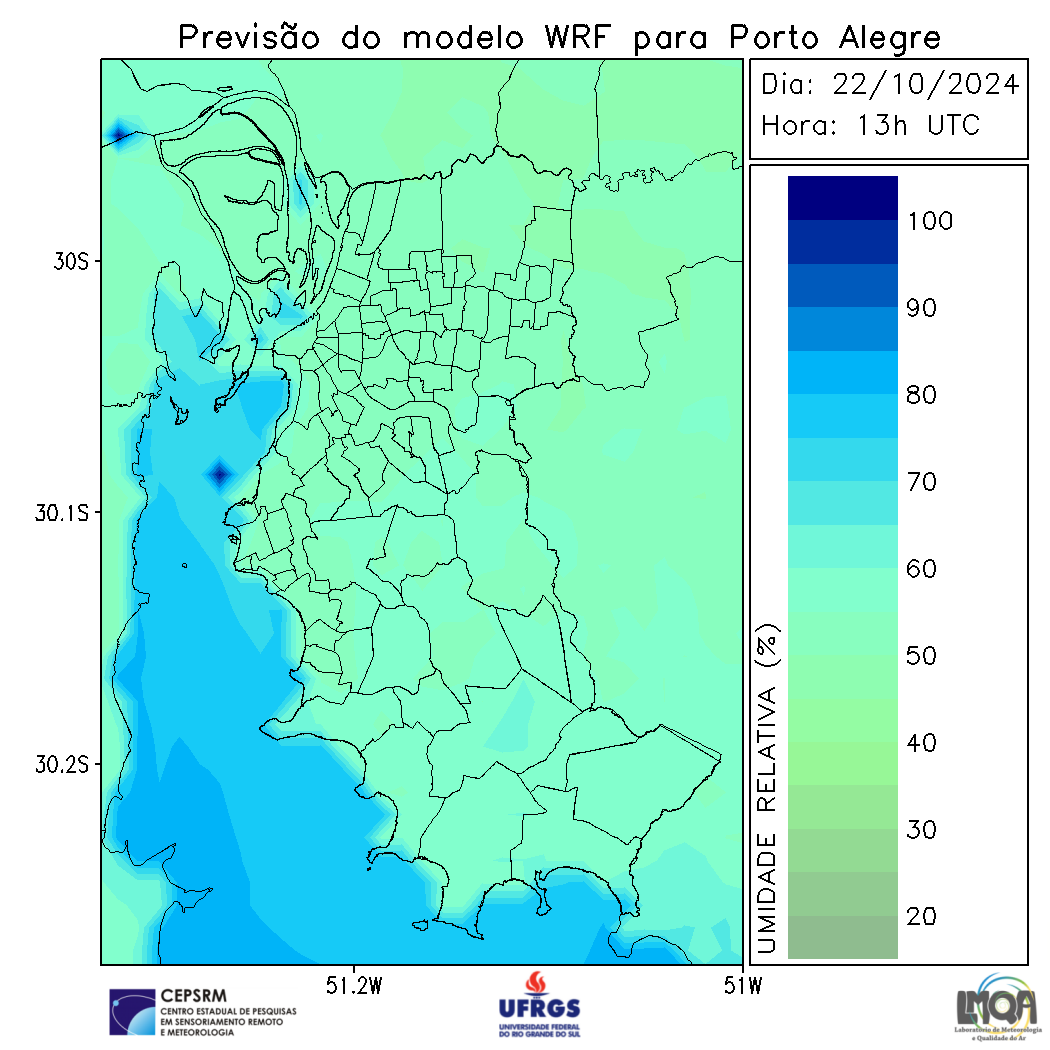 Previsão do modelo WRF para Porto Alegre
Dia: 22/10/2024
Hora: 13h UTC
30S
30.1S
30.2S
51.2W
51W
100
90
80
70
60
50
40
30
20
UMIDADE RELATIVA (%)
CEPSRM
CENTRO ESTADUAL DE PESQUISAS
EM SENSORIAMENTO REMOTO
E METEOROLOGIA
UFRGS
UNIVERSIDADE FEDERAL
DO RIO GRANDE DO SUL
LMQA
Laboratório de Meteorologia
e Qualidade do Ar